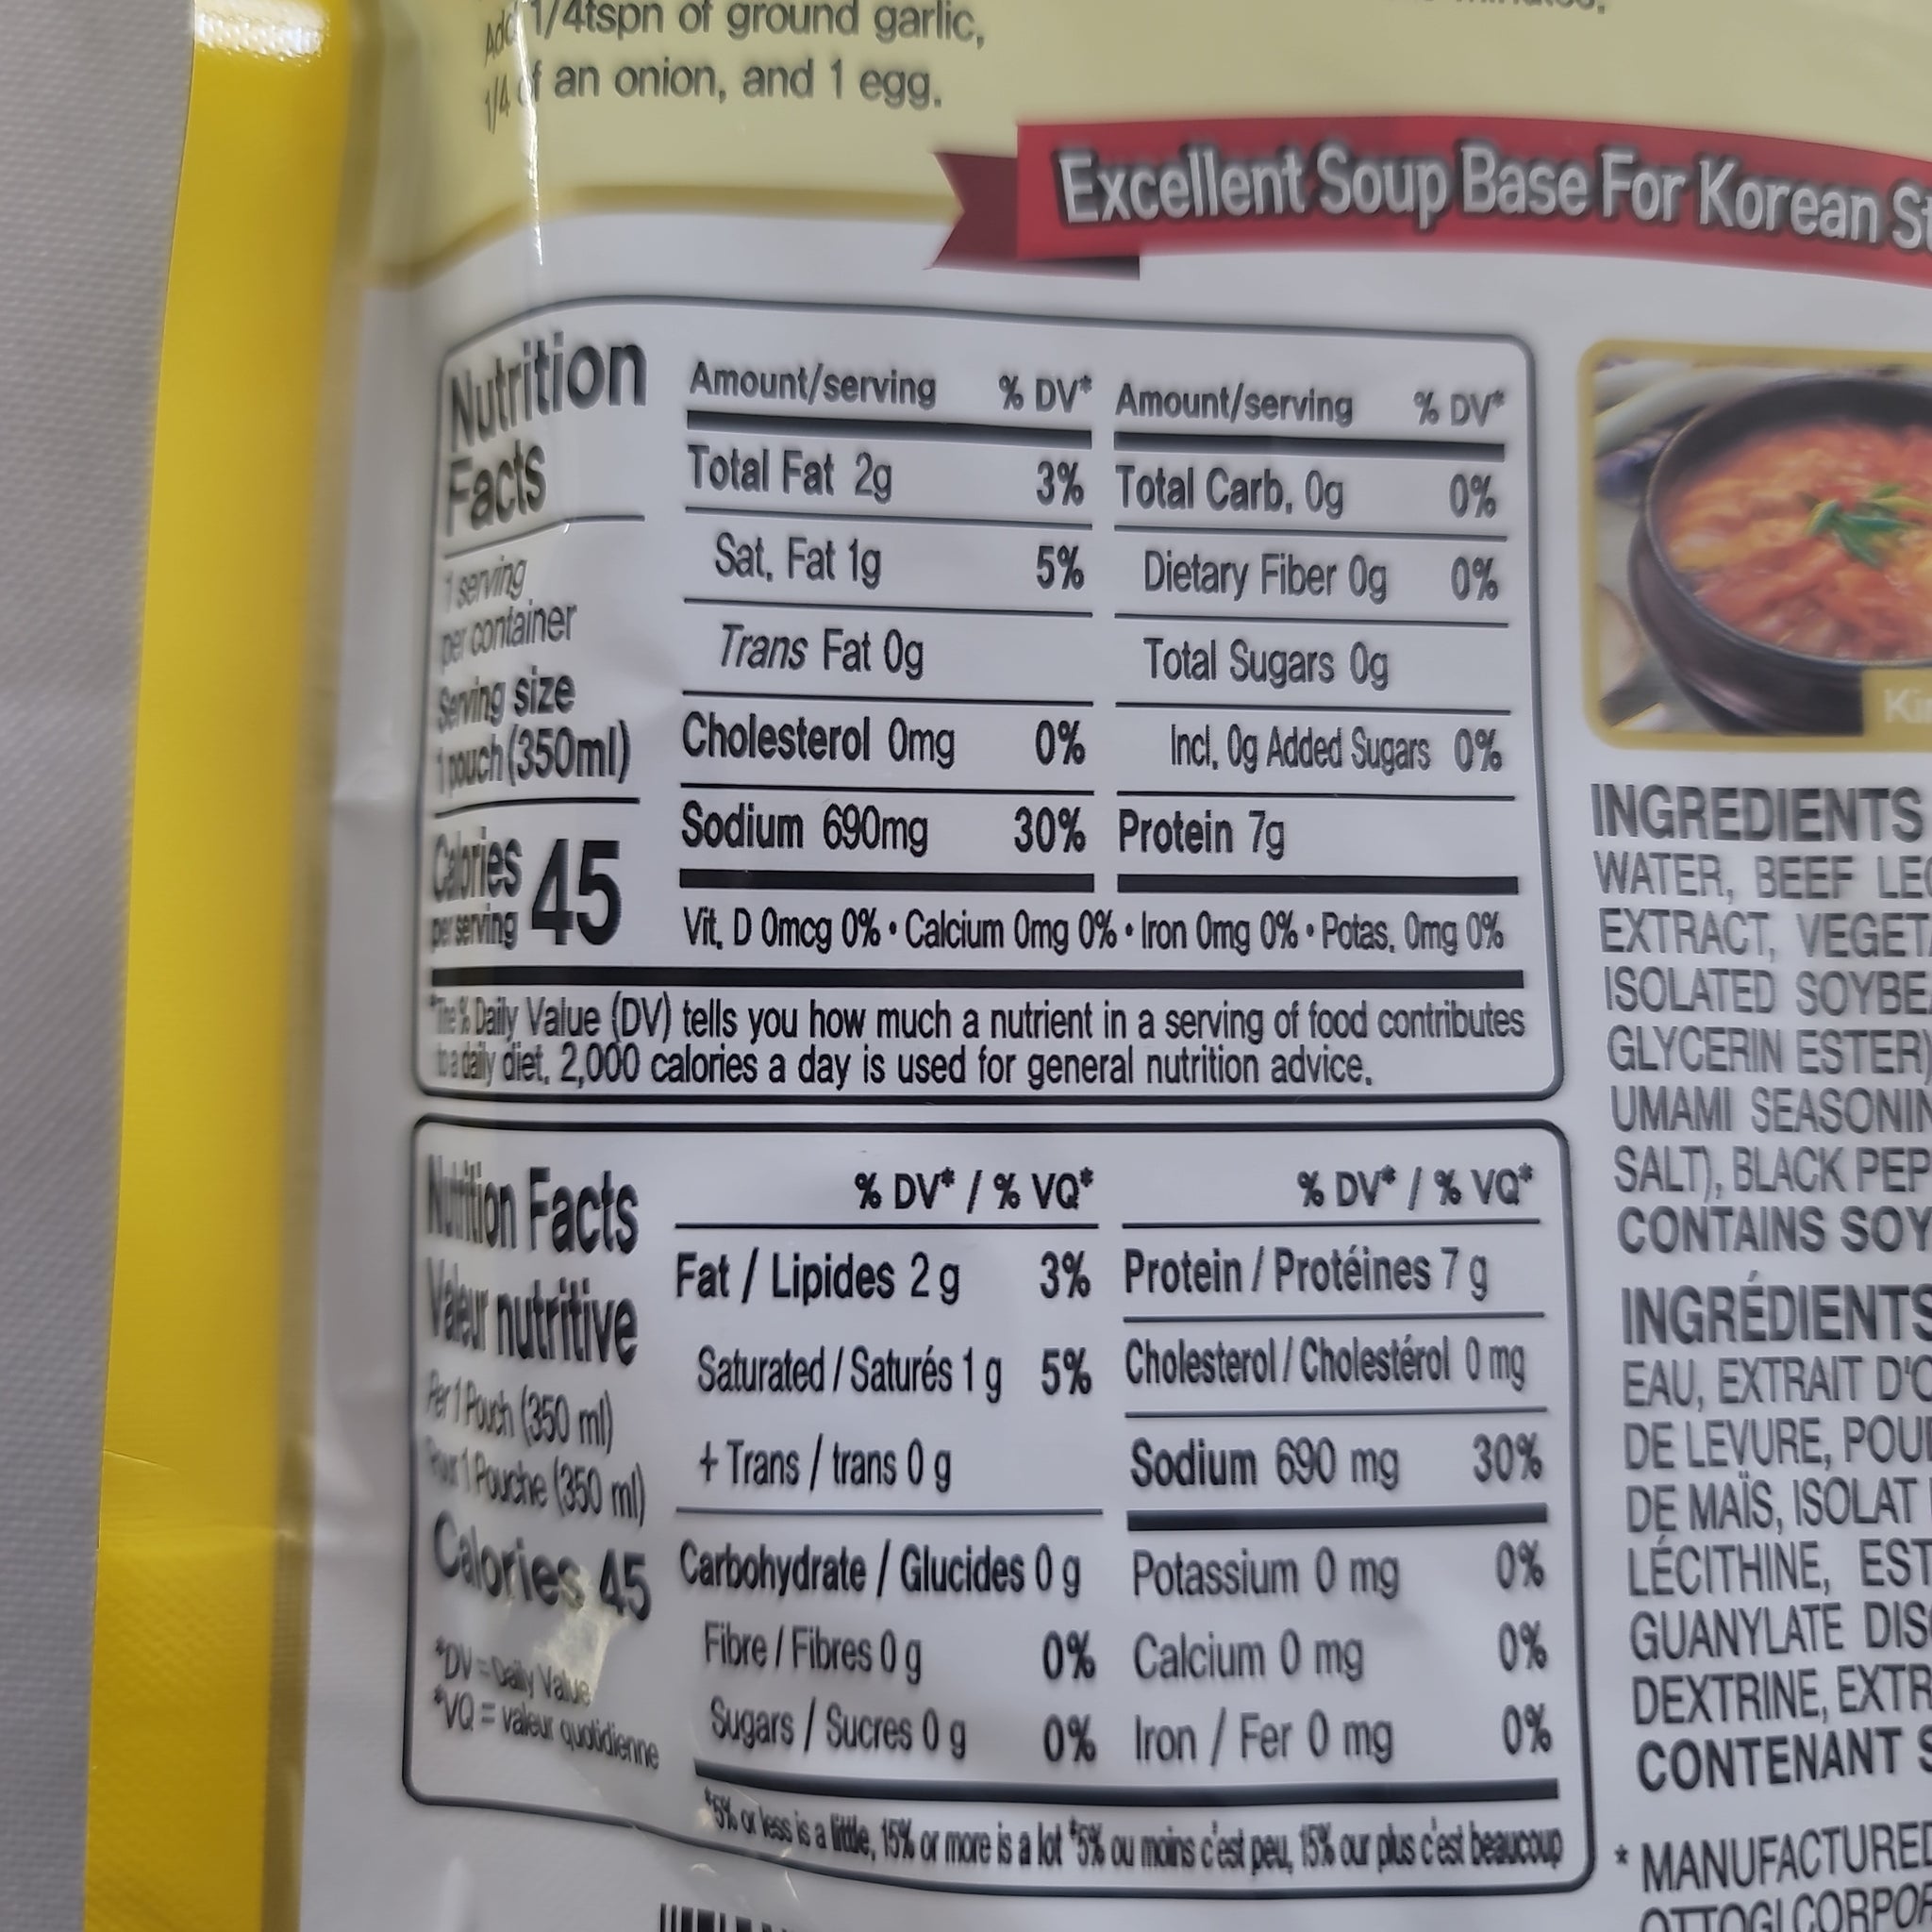 Add 1/4tspn of ground garlic,
1/4 of an onion, and 1 egg.
Excellent Soup Base For Korean
Nutrition
Facts
1 serving
per container
Serving size
1 pouch (350ml)
Calories
per serving
45
Amount/serving % DV* Amount/serving % DV*
Total Fat 2g 3% Total Carb. 0g 0%
Sat. Fat 1g 5% Dietary Fiber 0g 0%
Trans Fat 0g Total Sugars 0g
Cholesterol 0mg 0% Incl. 0g Added Sugars 0%
Sodium 690mg 30% Protein 7g
Vit. D 0mcg 0% • Calcium 0mg 0% • Iron 0mg 0% • Potas. 0mg 0%
*The % Daily Value (DV) tells you how much a nutrient in a serving of food contributes
to a daily diet. 2,000 calories a day is used for general nutrition advice.
Nutrition Facts
Valeur nutritive
Per 1 Pouch (350 ml)
Pour 1 Pouche (350 ml)
Calories 45
*DV = Daily Value
*VQ = valeur quotidienne
% DV* / % VQ* % DV* / % VQ*
Fat / Lipides 2 g 3% Protein / Protéines 7 g
Saturated / Saturés 1 g 5% Cholesterol / Cholestérol 0 mg
+ Trans / trans 0 g Sodium 690 mg 30%
Carbohydrate / Glucides 0 g Potassium 0 mg 0%
Fibre / Fibres 0 g 0% Calcium 0 mg 0%
Sugars / Sucres 0 g 0% Iron / Fer 0 mg 0%
*5% or less is a little, 15% or more is a lot *5% ou moins c'est peu, 15% our plus c'est beaucoup
INGREDIENTS
WATER, BEEF
EXTRACT,
ISOLATED
GLYCERIN ESTER)
UMAMI
SALT), BLACK
CONTAINS SOY
INGRÉDIENTS
EAU, EXTRAIT
DE LEVURE,
DE MAÏS, ISOLAT
LÉCITHINE,
GUANYLATE
DEXTRINE,
CONTENANT
* MANUFACTURED
OTTOGI